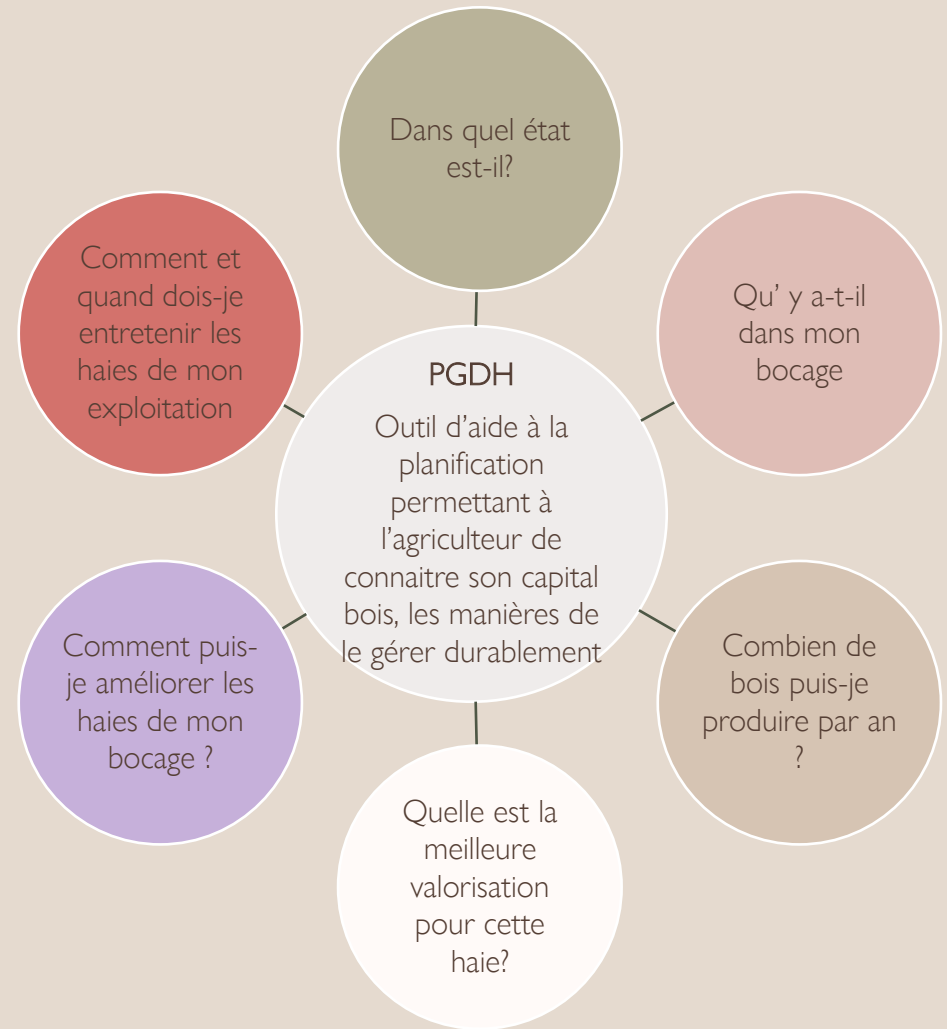 Dans quel état
est-il?
Qu' y a-t-il
dans mon
bocage
Combien de
bois puis-je
produire par an
?
Quelle est la
meilleure
valorisation
pour cette
haie?
Comment puis-
je améliorer les
haies de mon
bocage ?
Comment et
quand dois-je
entretenir les
haies de mon
exploitation
PGDH
Outil d’aide à la
planification
permettant à
l’agriculteur de
connaitre son capital
bois, les manières de
le gérer durablement